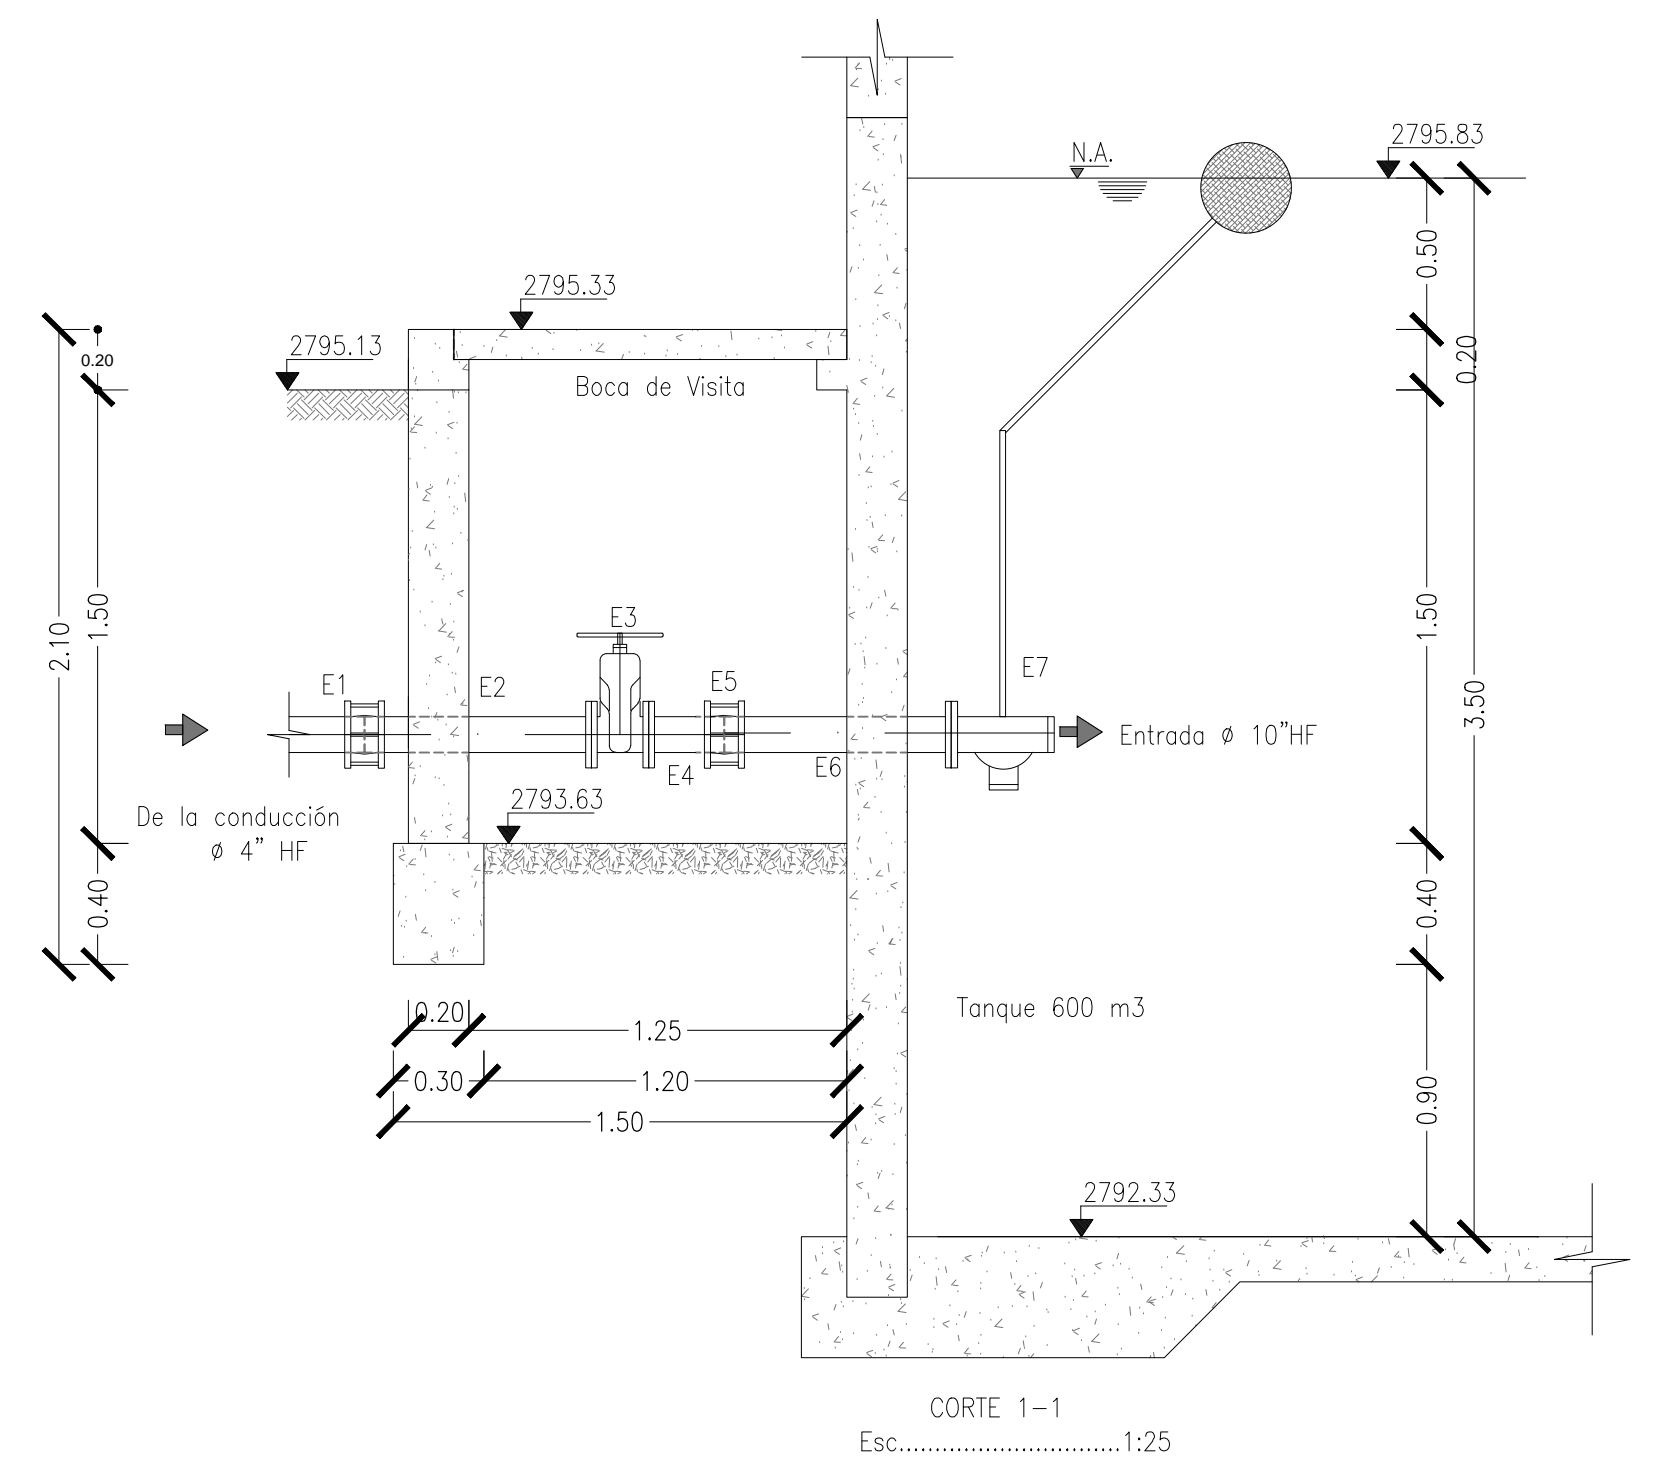 2795.83
N.A.
0.50
2795.33
2795.13
0.20
0.20
Boca de Visita
1.50
2.10
1.50
3.50
E3
E7
E1
E2
E5
Entrada ø 10"HF
E4
E6
2793.63
De la conducción
ø 4" HF
0.40
0.40
0.20
1.25
Tanque 600 m3
0.30
1.20
0.90
1.50
2792.33
CORTE 1-1
Esc..............................1:25